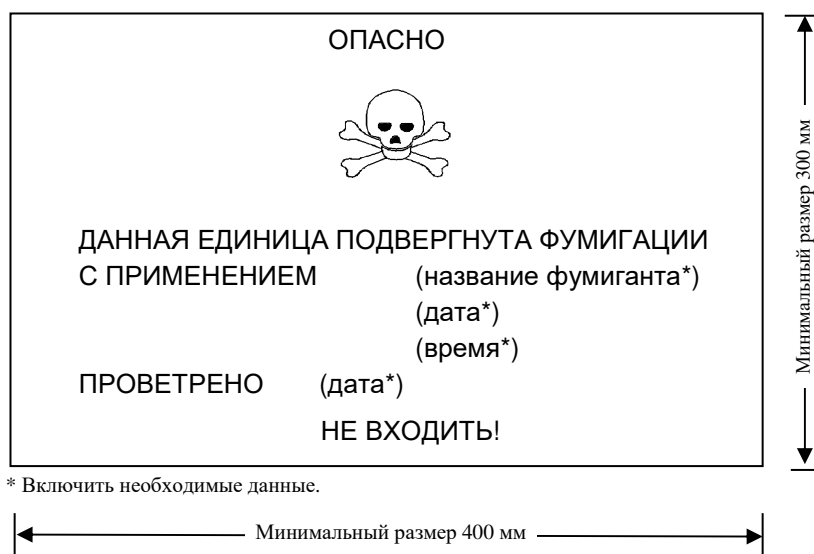 ОПАСНО
ДАННАЯ ЕДИНИЦА ПОДВЕРГНУТА ФУМИГАЦИИ
С ПРИМЕНЕНИЕМ (название фумиганта*)
(дата*)
(время*)
ПРОВЕТРЕНО (дата*)
НЕ ВХОДИТЬ!
Минимальный размер 300 мм
* Включить необходимые данные.
Минимальный размер 400 мм